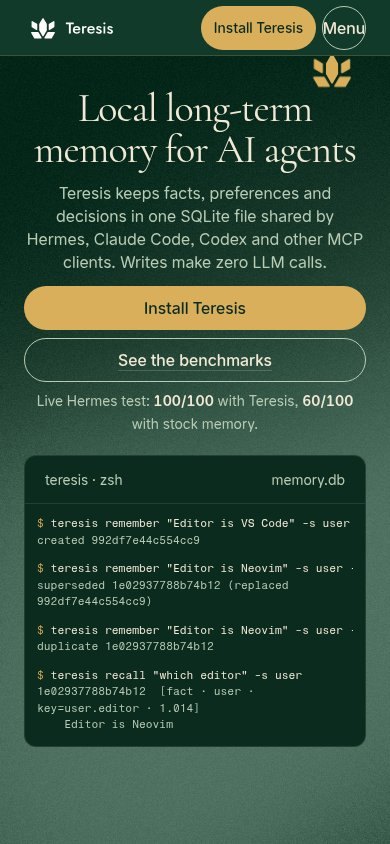 Teresis
Install Teresis
Menu
Local long-term
memory for AI agents
Teresis keeps facts, preferences and
decisions in one SQLite file shared by
Hermes, Claude Code, Codex and other MCP
clients. Writes make zero LLM calls.
Install Teresis
See the benchmarks
Live Hermes test: 100/100 with Teresis, 60/100
with stock memory.
teresis · zsh
memory.db
$ teresis remember "Editor is VS Code" -s user
created 992df7e44c554cc9
$ teresis remember "Editor is Neovim" -s user ·
superseded 1e02937788b74b12 (replaced
992df7e44c554cc9)
$ teresis remember "Editor is Neovim" -s user ·
duplicate 1e02937788b74b12
$ teresis recall "which editor" -s user
1e02937788b74b12  [fact · user ·
key=user.editor · 1.014]
Editor is Neovim